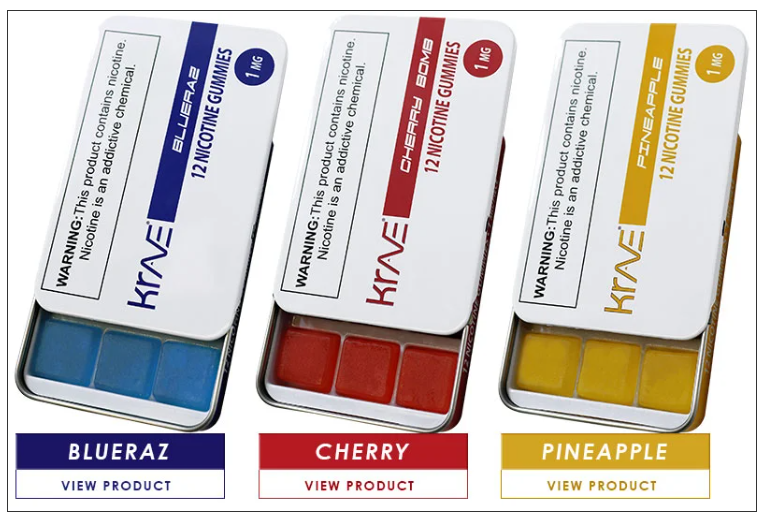 WARNING: This product contains nicotine.
Nicotine is an addictive chemical.
KRAVE
BLUERAZ
12 NICOTINE GUMMIES
1 MG
WARNING: This product contains nicotine.
Nicotine is an addictive chemical.
KRAVE
CHERRY BOMB
12 NICOTINE GUMMIES
1 MG
WARNING: This product contains nicotine.
Nicotine is an addictive chemical.
KRAVE
PINEAPPLE
12 NICOTINE GUMMIES
1 MG
BLUERAZ
VIEW PRODUCT
CHERRY
VIEW PRODUCT
PINEAPPLE
VIEW PRODUCT